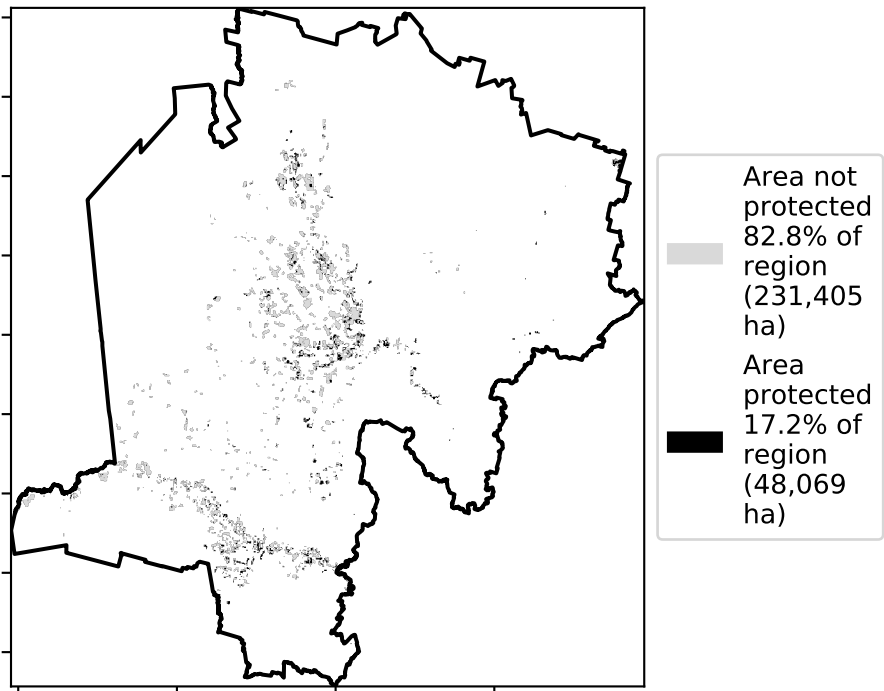 Area not
protected
82.8% of
region
(231,405
ha)
Area
protected
17.2% of
region
(48,069
ha)